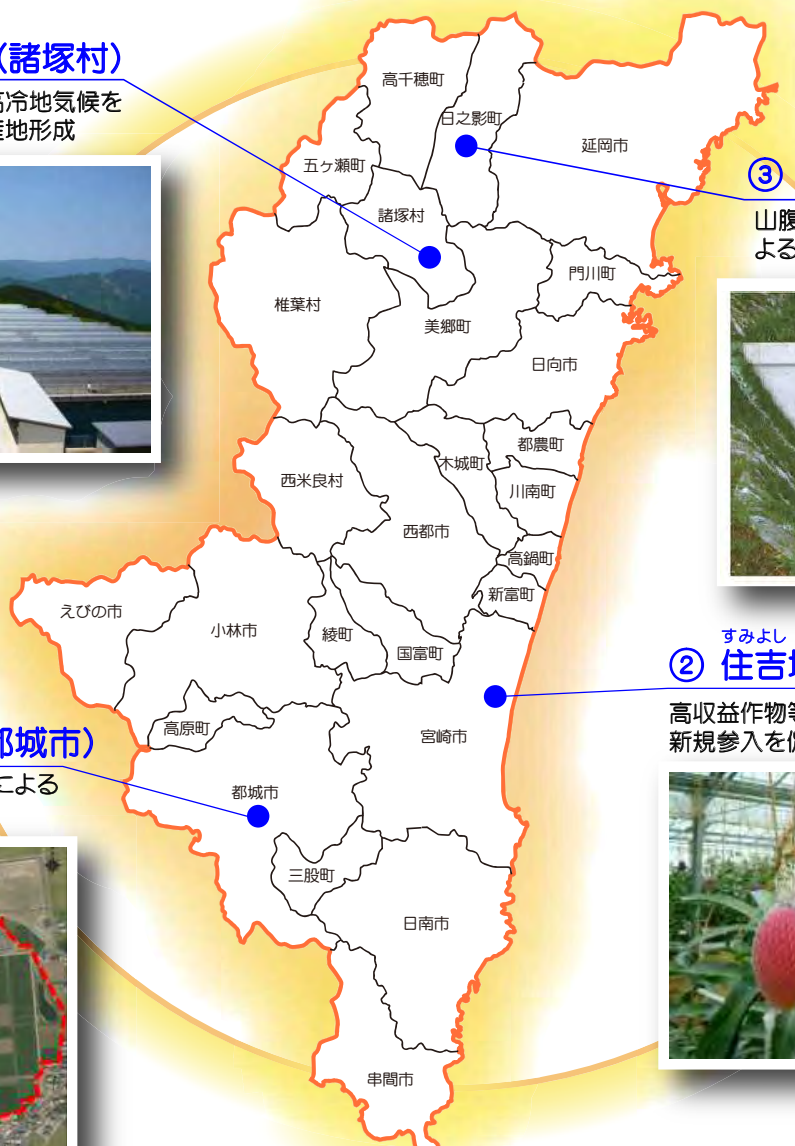 (諸塚村)
高冷地気候を
産地形成
高千穂町
日之影町
延岡市
五ヶ瀬町
諸塚村
③
山腹
よる
門川町
椎葉村
美郷町
日向市
都農町
木城町
西米良村
川南町
西都市
高鍋町
新富町
えびの市
小林市
綾町
国富町
すみよし
② 住吉
高収益作物等
新規参入を
高原町
宮崎市
都城市)
による
都城市
三股町
日南市
串間市